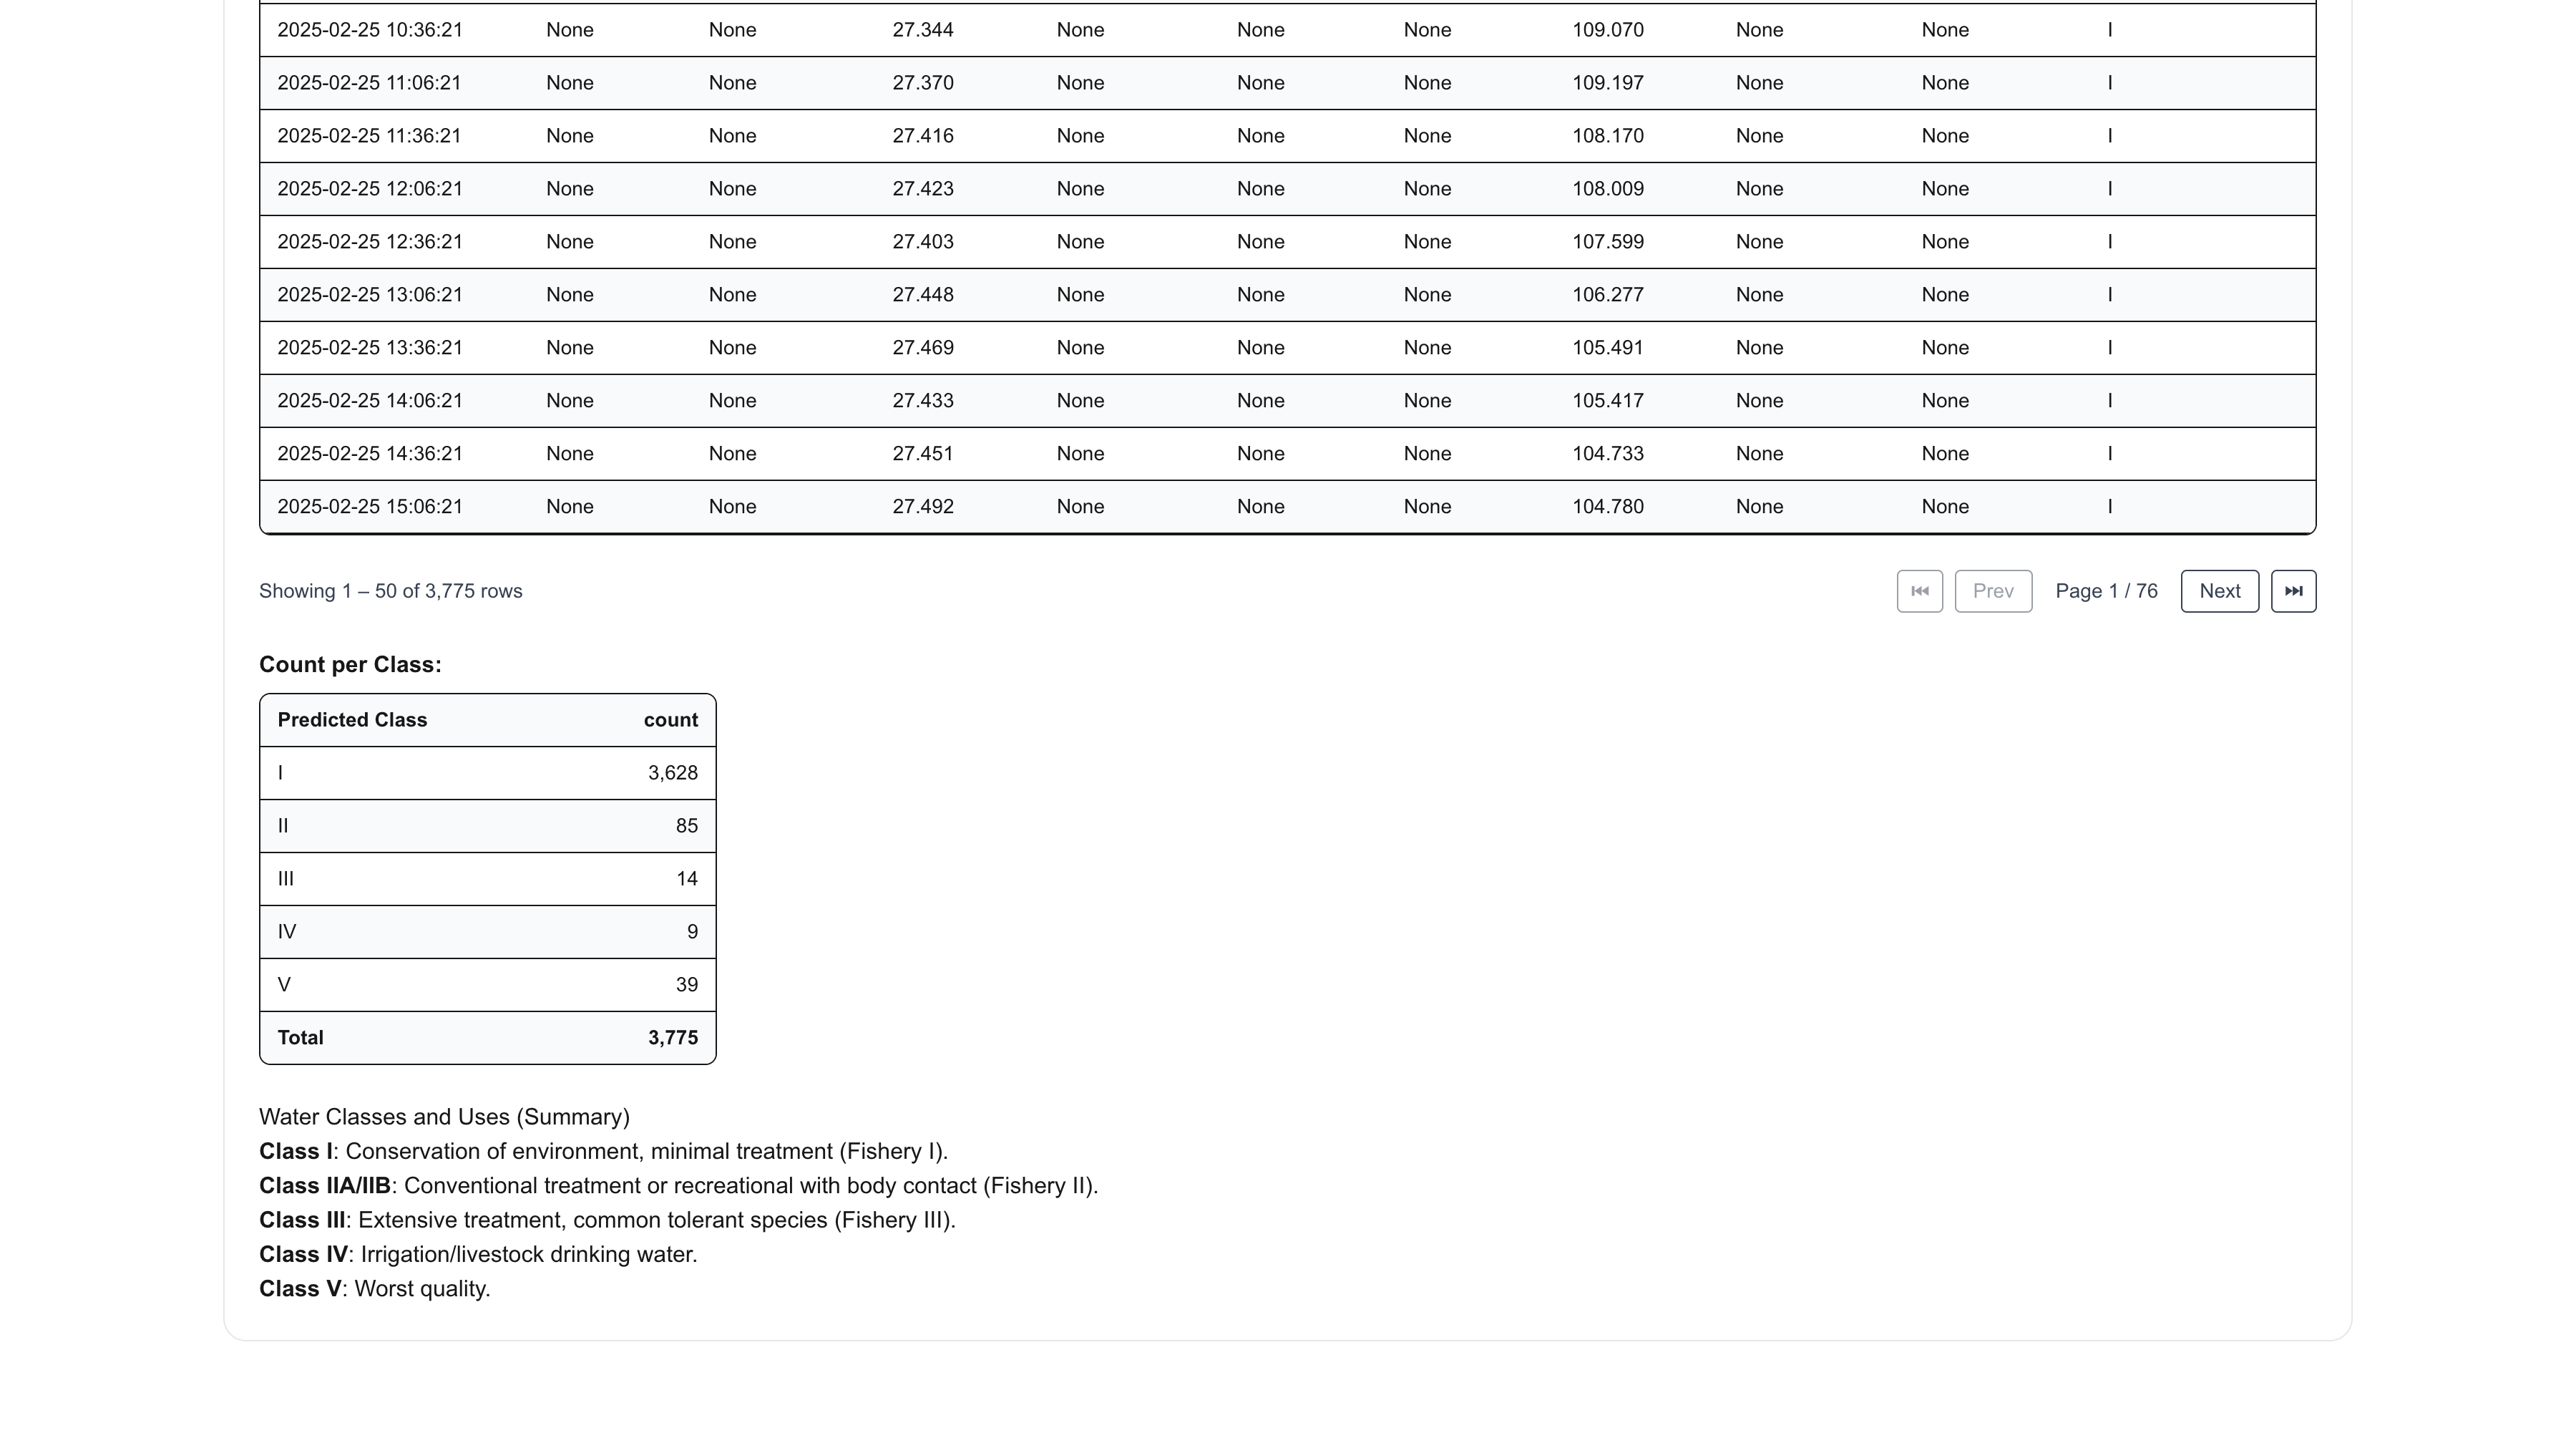 2025-02-25 10:36:21 None None 27.344 None None None 109.070 None None I
2025-02-25 11:06:21 None None 27.370 None None None 109.197 None None I
2025-02-25 11:36:21 None None 27.416 None None None 108.170 None None I
2025-02-25 12:06:21 None None 27.423 None None None 108.009 None None I
2025-02-25 12:36:21 None None 27.403 None None None 107.599 None None I
2025-02-25 13:06:21 None None 27.448 None None None 106.277 None None I
2025-02-25 13:36:21 None None 27.469 None None None 105.491 None None I
2025-02-25 14:06:21 None None 27.433 None None None 105.417 None None I
2025-02-25 14:36:21 None None 27.451 None None None 104.733 None None I
2025-02-25 15:06:21 None None 27.492 None None None 104.780 None None I
Showing 1 – 50 of 3,775 rows Prev Page 1 / 76 Next
Count per Class:
Predicted Class count
I 3,628
II 85
III 14
IV 9
V 39
Total 3,775
Water Classes and Uses (Summary)
Class I: Conservation of environment, minimal treatment (Fishery I).
Class IIA/IIB: Conventional treatment or recreational with body contact (Fishery II).
Class III: Extensive treatment, common tolerant species (Fishery III).
Class IV: Irrigation/livestock drinking water.
Class V: Worst quality.